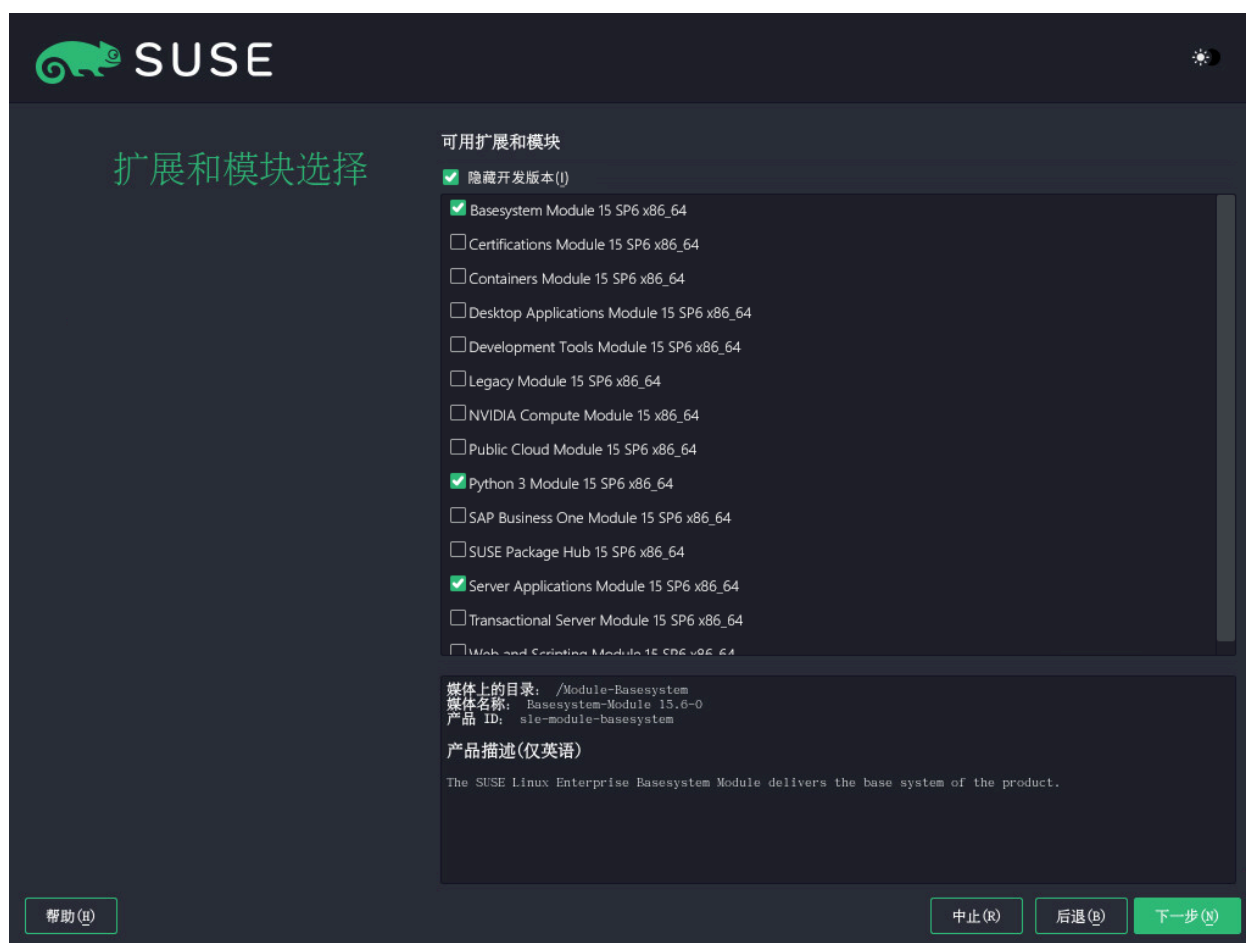 SUSE
扩展和模块选择
可用扩展和模块
隐藏开发版本(I)
Basesystem Module 15 SP6 x86_64
Certifications Module 15 SP6 x86_64
Containers Module 15 SP6 x86_64
Desktop Applications Module 15 SP6 x86_64
Development Tools Module 15 SP6 x86_64
Legacy Module 15 SP6 x86_64
NVIDIA Compute Module 15 x86_64
Public Cloud Module 15 SP6 x86_64
Python 3 Module 15 SP6 x86_64
SAP Business One Module 15 SP6 x86_64
SUSE Package Hub 15 SP6 x86_64
Server Applications Module 15 SP6 x86_64
Transactional Server Module 15 SP6 x86_64
Web and Scripting Module 15 SP6 x86_64
媒体上的目录: /Module-Basesystem
媒体名称: Basesystem-Module 15.6-0
产品 ID: sle-module-basesystem
产品描述(仅英语)
The SUSE Linux Enterprise Basesystem Module delivers the base system of the product.
帮助(H) 中止(R) 后退(B) 下一步(N)